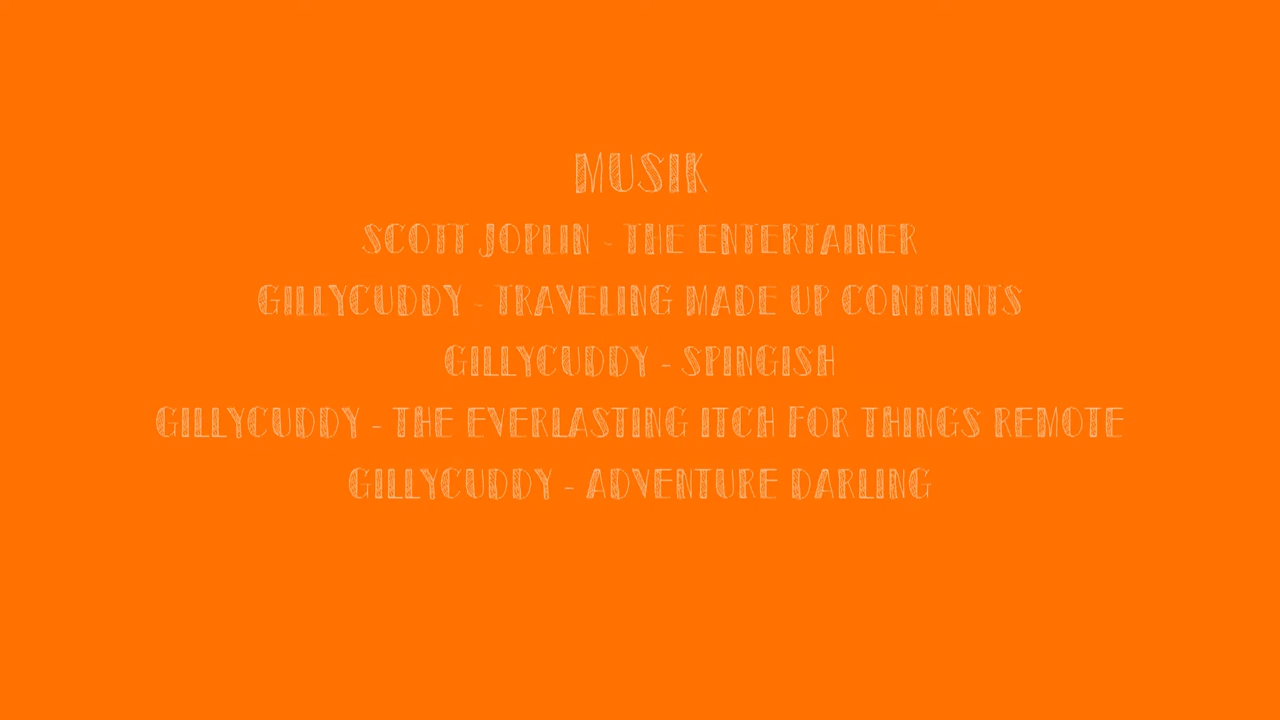 MUSIK
SCOTT JOPLIN - THE ENTERTAINER
GILLYCUDDY - TRAVELING MADE UP CONTINNTS
GILLYCUDDY - SPINGISH
GILLYCUDDY - THE EVERLASTING ITCH FOR THINGS REMOTE
GILLYCUDDY - ADVENTURE DARLING